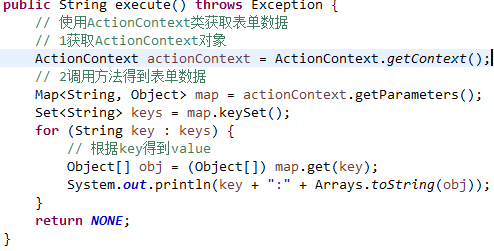 public String execute() throws Exception {
// 使用ActionContext类获取表单数据
// 1获取ActionContext对象
ActionContext actionContext = ActionContext.getContext();
// 2调用方法得到表单数据
Map<String, Object> map = actionContext.getParameters();
Set<String> keys = map.keySet();
for (String key : keys) {
// 根据key得到value
Object[] obj = (Object[]) map.get(key);
System.out.println(key + ":" + Arrays.toString(obj));
}
return NONE;
}